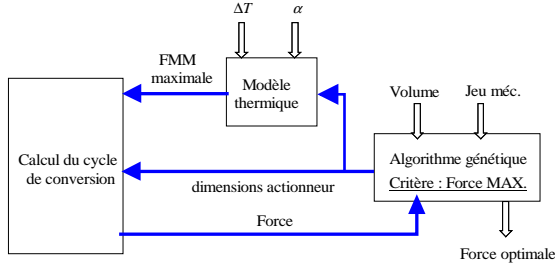 ΔT
α
FMM
maximale
Modèle
thermique
Volume
Jeu méc.
Calcul du cycle
de conversion
Algorithme génétique
Critère : Force MAX.
dimensions actionneur
Force
Force optimale